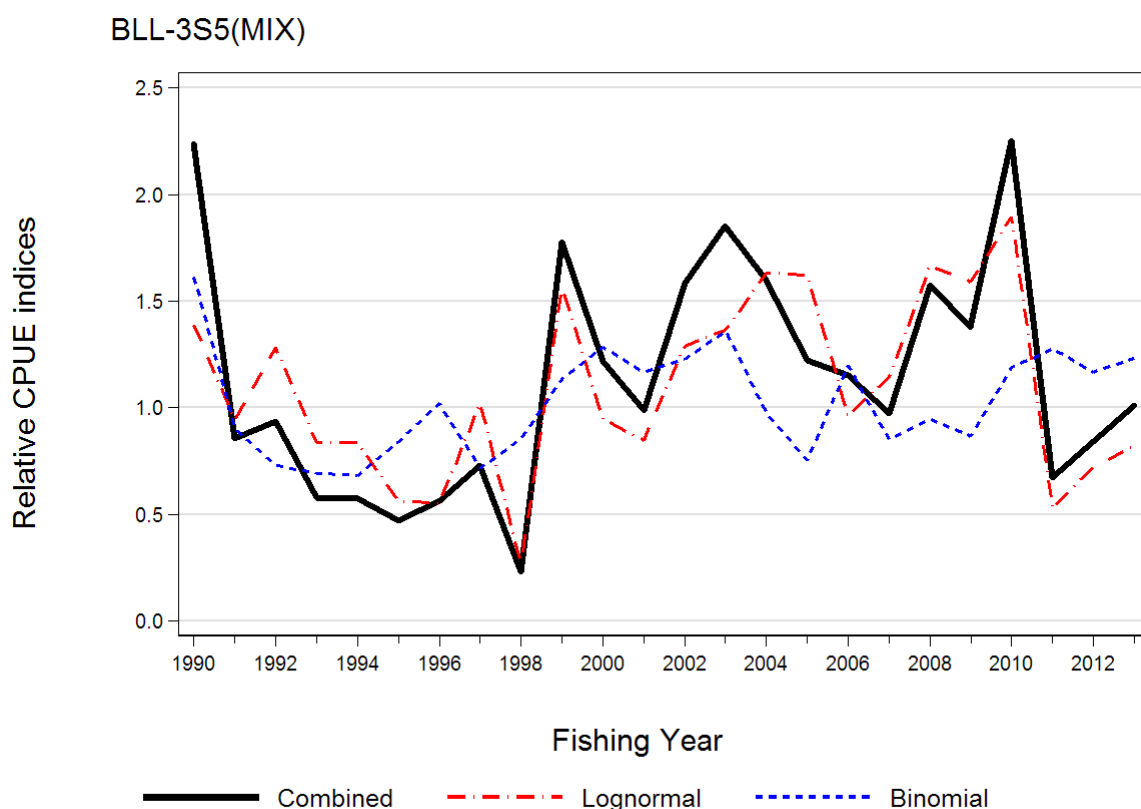 BLL-3S5(MIX)
Relative CPUE indices
2.5
2.0
1.5
1.0
0.5
0.0
1990 1992 1994 1996 1998 2000 2002 2004 2006 2008 2010 2012
Fishing Year
Combined Lognormal Binomial